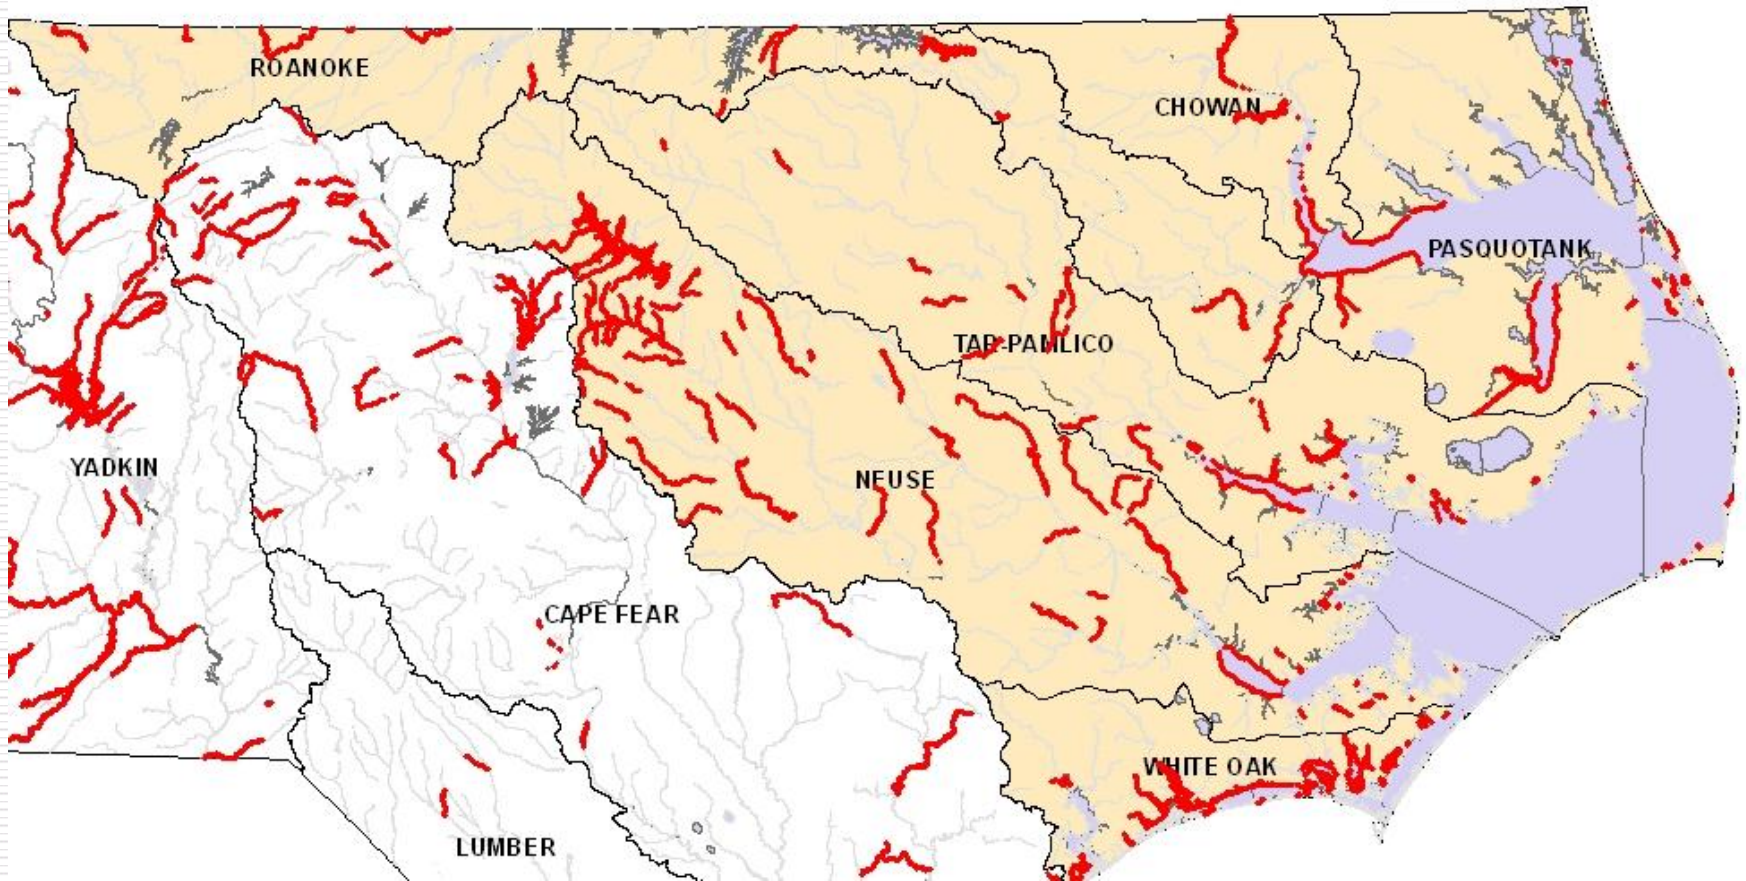 ROANOKE
CHOWAN
PASQUOTANK
TAR-PAMLICO
YADKIN
NEUSE
CAPE FEAR
WHITE OAK
LUMBER